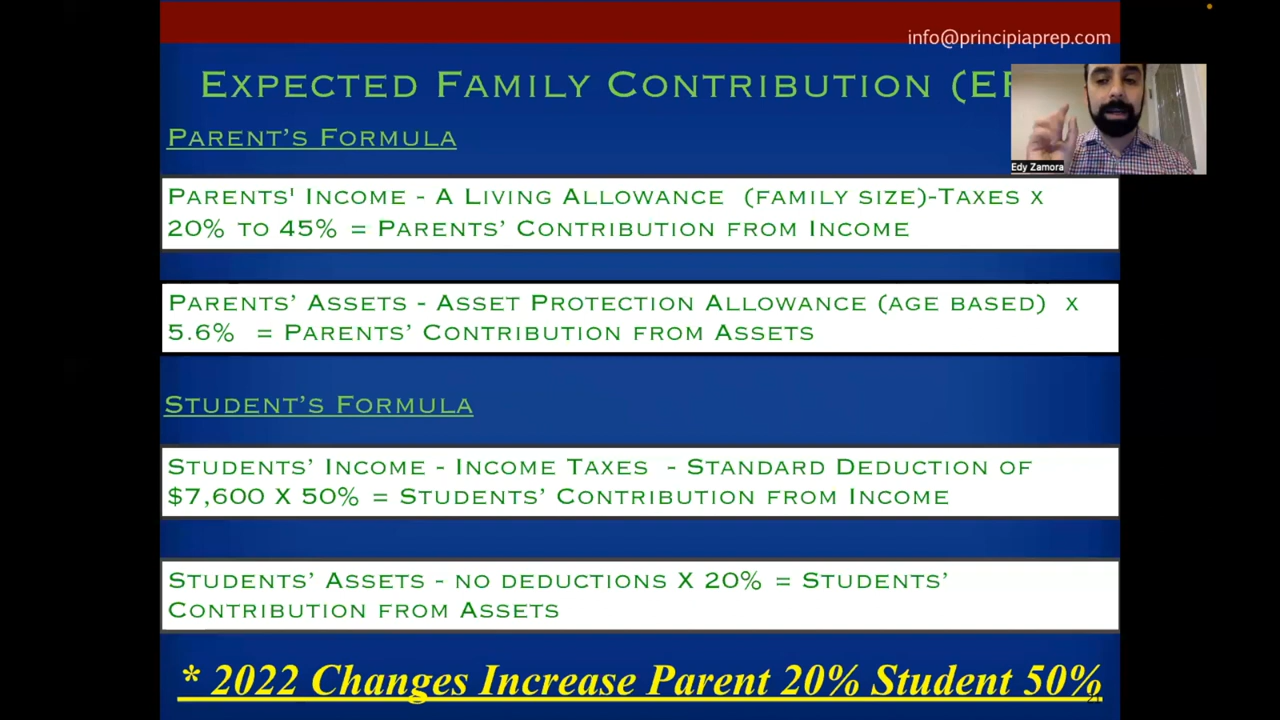 info@principiaprep.com
Expected Family Contribution (EF
Edy Zamora
Parent's Formula
Parents' Income - A Living Allowance (family size)-Taxes x
20% to 45% = Parents' Contribution from Income
Parents' Assets - Asset Protection Allowance (age based) x
5.6% = Parents' Contribution from Assets
Student's Formula
Students' Income - Income Taxes - Standard Deduction of
$7,600 x 50% = Students' Contribution from Income
Students' Assets - no deductions x 20% = Students'
Contribution from Assets
* 2022 Changes Increase Parent 20% Student 50%